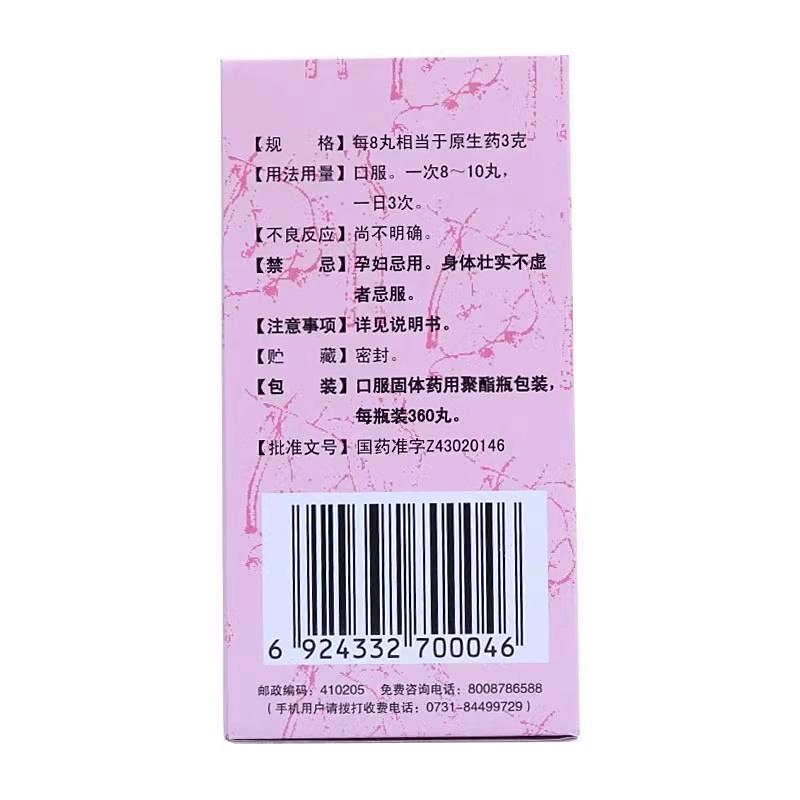 【规 格】每8丸相当于原生药3克
【用法用量】口服。一次8～10丸，
一日3次。
【不良反应】尚不明确。
【禁 忌】孕妇忌用。身体壮实不虚
者忌服。
【注意事项】详见说明书。
【贮 藏】密封。
【包 装】口服固体药用聚酯瓶包装，
每瓶装360丸。
【批准文号】国药准字Z43020146
6 924332 700046
邮政编码：410205 免费咨询电话：8008786588
（手机用户请拨打收费电话：0731-84499729）